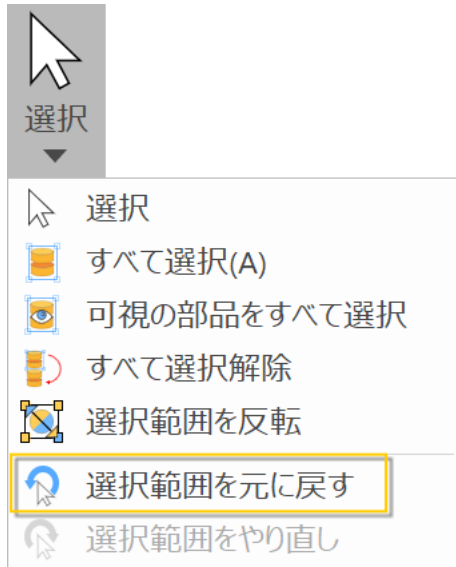 選択
選択
すべて選択(A)
可視の部品をすべて選択
すべて選択解除
選択範囲を反転
選択範囲を元に戻す
選択範囲をやり直し